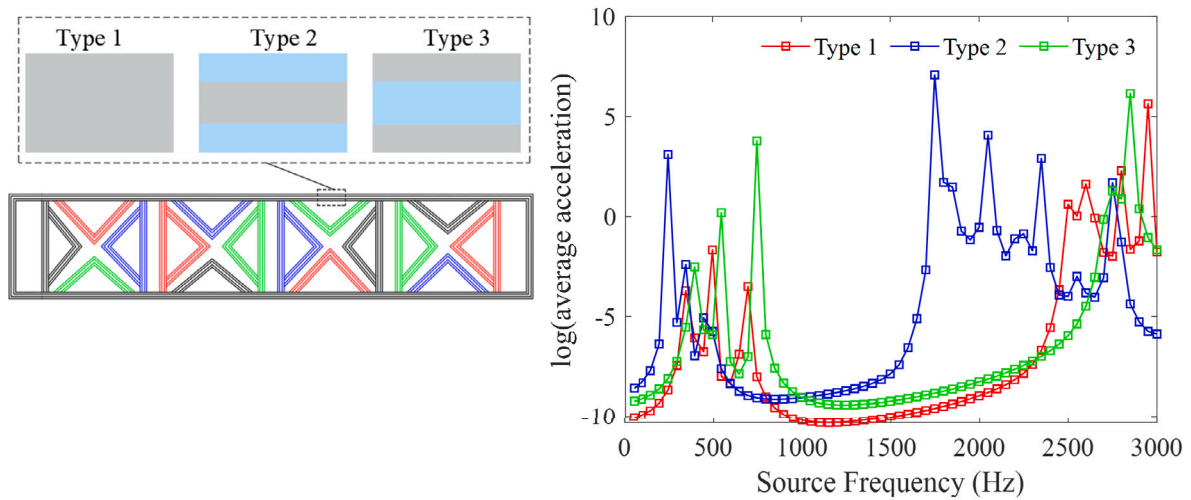 Type 1 Type 2 Type 3
log(average acceleration)
10
5
0
-5
-10
Type 1 Type 2 Type 3
0 500 1000 1500 2000 2500 3000
Source Frequency (Hz)